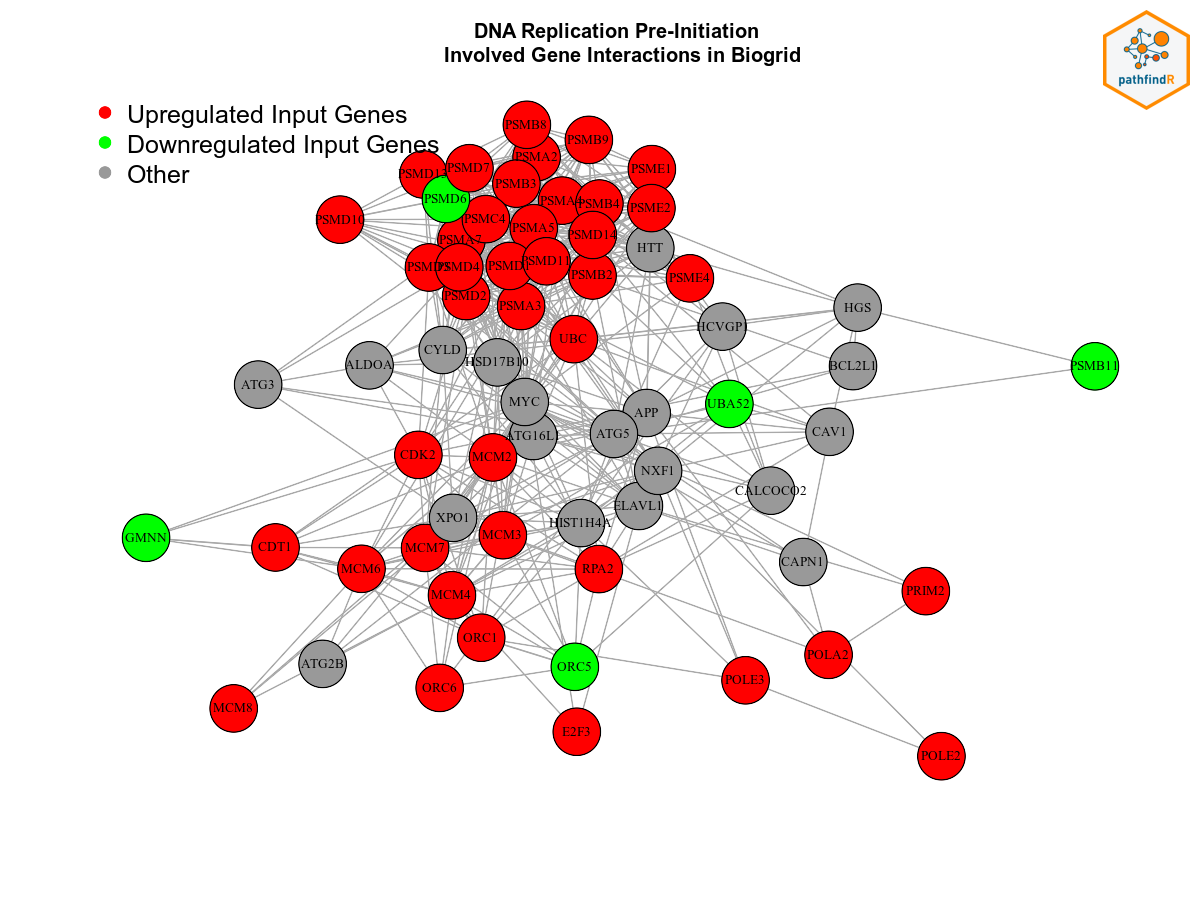 DNA Replication Pre-Initiation
Involved Gene Interactions in Biogrid
pathfindR
Upregulated Input Genes
Downregulated Input Genes
Other
PSMB8
PSMB9
PSMA2
PSMD7
PSME1
PSMB3
PSMD6
PSMA4
PSMB4
PSME2
PSMC4
PSMD10
PSMA5
PSMD14
PSMA7
HTT
PSMD11
PSMD4
PSMB2
PSME4
PSMD2
PSMA3
HGS
HCVGP1
UBC
CYLD
HSD17B10
ALDOA
BCL2L1
PSMB11
ATG3
MYC
UBA52
APP
ATG5
CAV1
ATG16L1
CDK2
MCM2
NXF1
CALCOCO2
ELAVL1
XPO1
HIST1H4A
MCM3
GMNN
CDT1
MCM7
CAPN1
MCM6
RPA2
PRIM2
MCM4
ORC1
POLA2
ATG2B
ORC5
POLE3
ORC6
MCM8
E2F3
POLE2